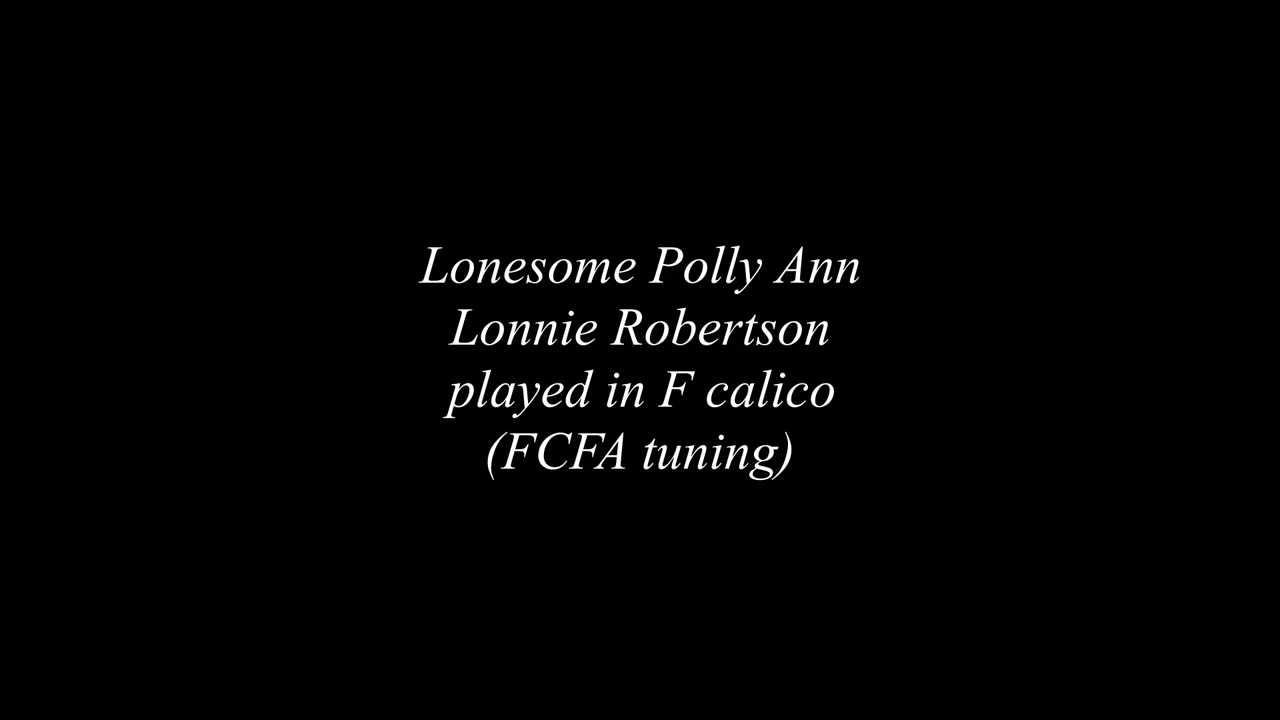 Lonesome Polly Ann
Lonnie Robertson
played in F calico
(FCFA tuning)